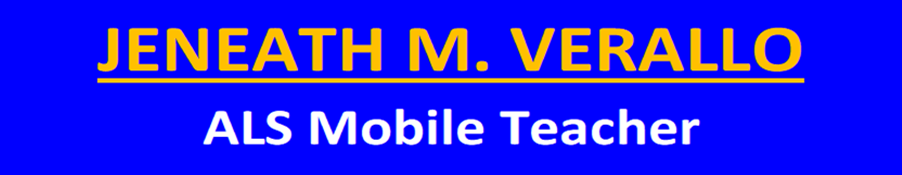 JENEATH M. VERALLO
ALS Mobile Teacher